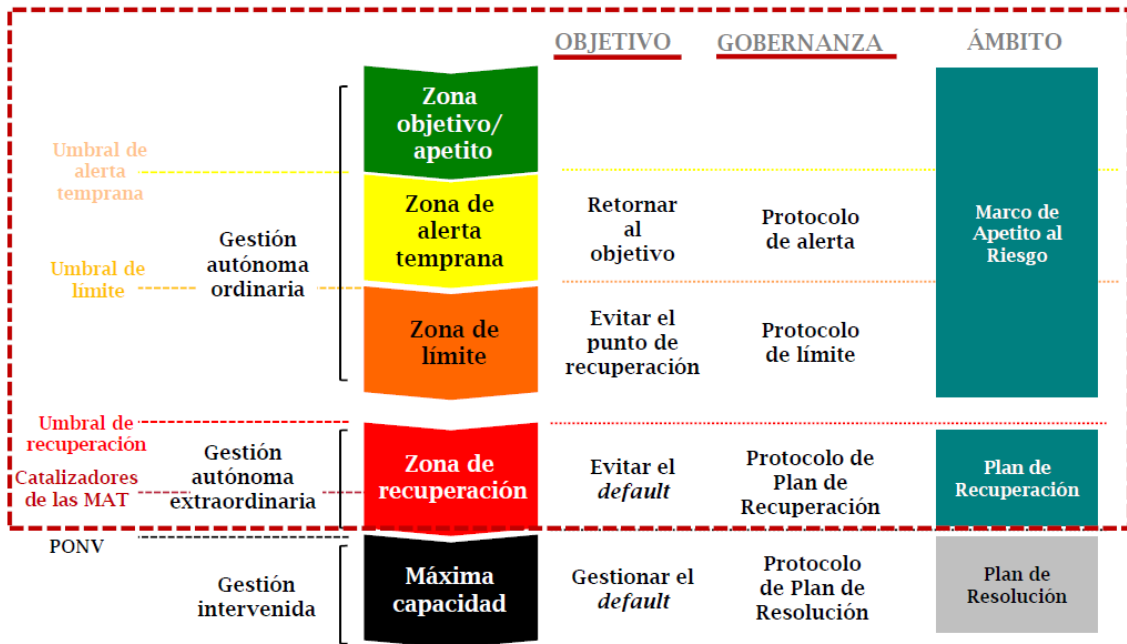 OBJETIVO
GOBERNANZA
ÁMBITO
Zona
objetivo/
apetito
Umbral de
alerta
temprana
Zona de
alerta
temprana
Retornar
al
objetivo
Protocolo
de alerta
Marco de
Apetito al
Riesgo
Gestión
autónoma
ordinaria
Umbral de
límite
Zona de
límite
Evitar el
punto de
recuperación
Protocolo
de límite
Umbral de
recuperación
Catalizadores
de las MAT
Gestión
autónoma
extraordinaria
Zona de
recuperación
Evitar el
default
Protocolo de
Plan de
Recuperación
Plan de
Recuperación
PONV
Gestión
intervenida
Máxima
capacidad
Gestionar el
default
Protocolo
de Plan de
Resolución
Plan de
Resolución